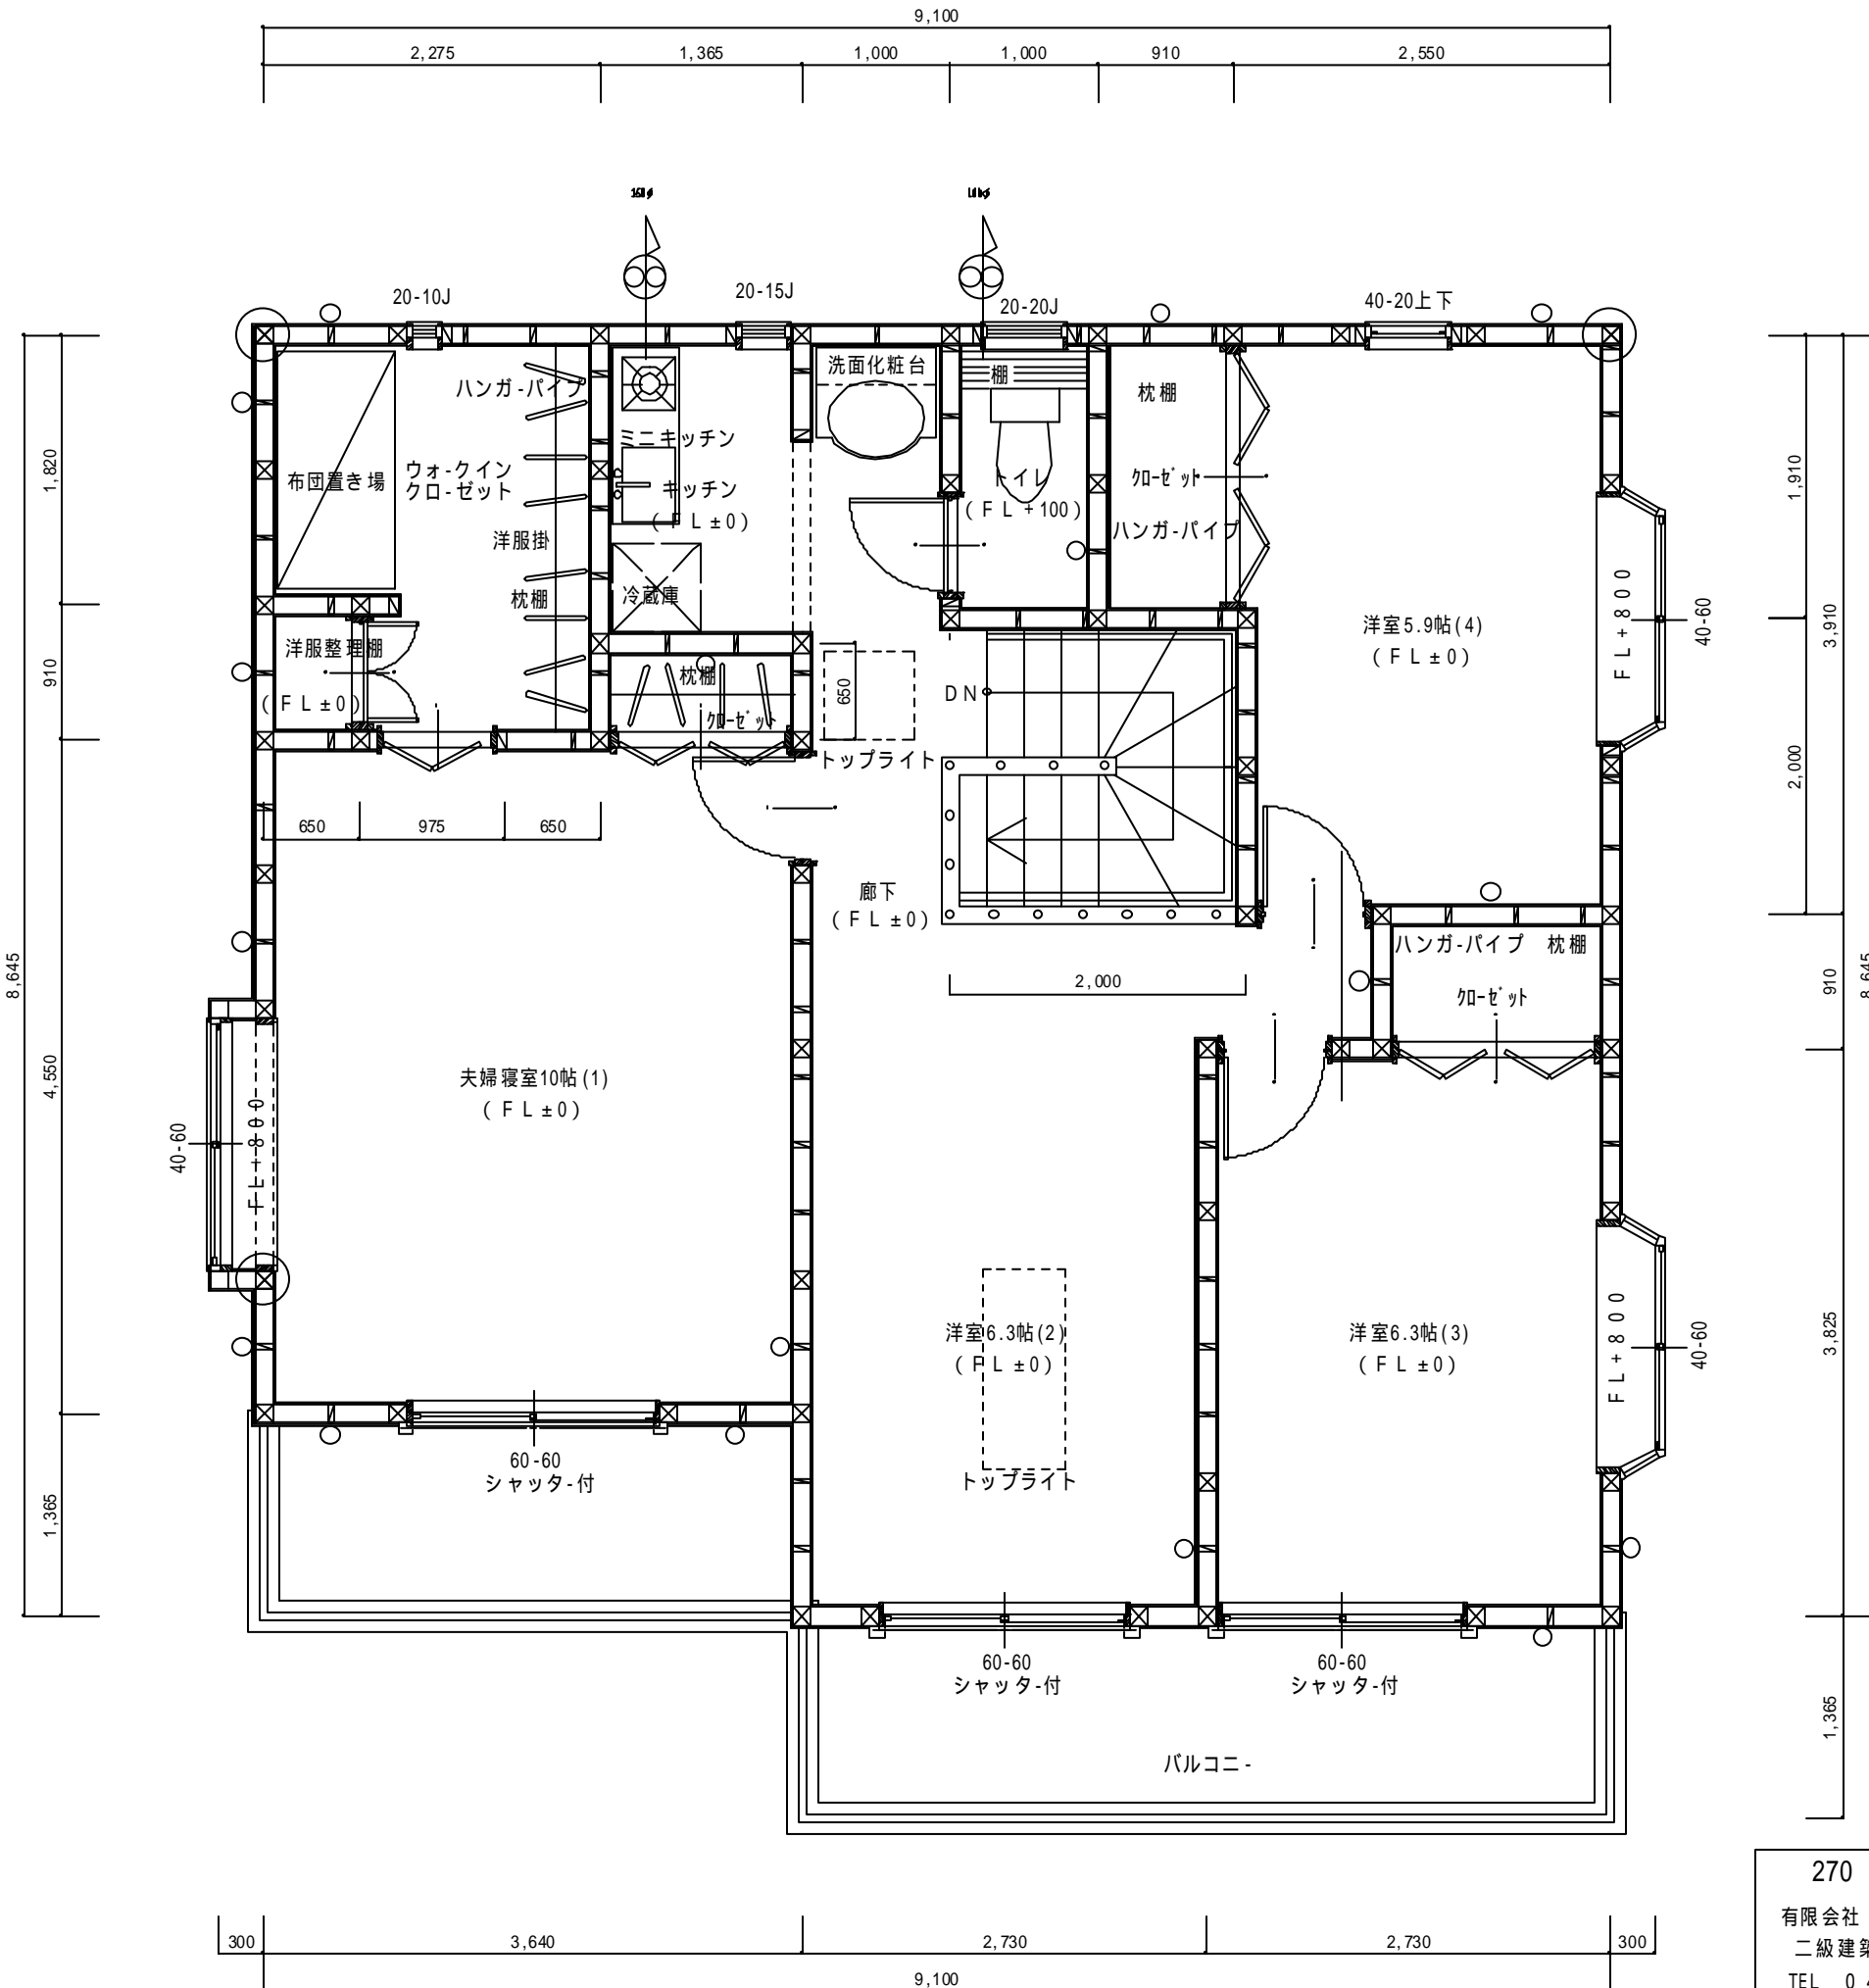 9,100
2,275 1,365 1,000 1,000 910 2,550
20-10J 20-15J 20-20J 40-20上下
洗面化粧台
棚
枕棚
ハンガ-パイプ
ミニキッチン
布団置き場
ウォ-クイン
クロ-ゼット
キッチン
(FL±0)
トイレ
(FL+100)
クローゼット
ハンガ-パイプ
洋服掛
枕棚
冷蔵庫
洋服整理棚
(FL±0)
枕棚
クローゼット
650
DN
トップライト
洋室5.9帖(4)
(FL±0)
FL+800
40-60
1,820
910
8,645
4,550
1,365
1,910
3,910
2,000
910
8,645
3,825
1,365
650 975 650
廊下
(FL±0)
2,000
ハンガ-パイプ 枕棚
クローゼット
夫婦寝室10帖(1)
(FL±0)
FL+800
40-60
洋室6.3帖(2)
(FL±0)
トップライト
洋室6.3帖(3)
(FL±0)
FL+800
40-60
60-60
シャッタ-付
60-60
シャッタ-付
60-60
シャッタ-付
バルコニ-
300 3,640 2,730 2,730 300
9,100
270
有限会社
二級建築
TEL 0